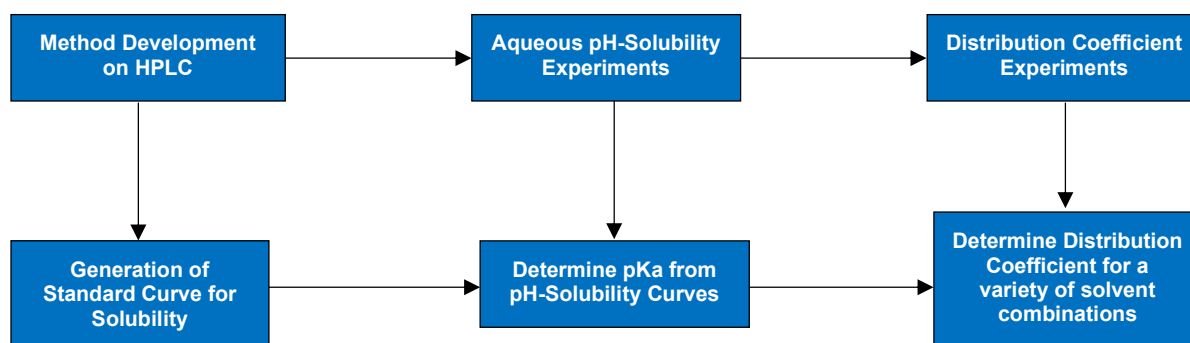 Method Development
on HPLC
Aqueous pH-Solubility
Experiments
Distribution Coefficient
Experiments
Generation of
Standard Curve for
Solubility
Determine pKa from
pH-Solubility Curves
Determine Distribution
Coefficient for a
variety of solvent
combinations